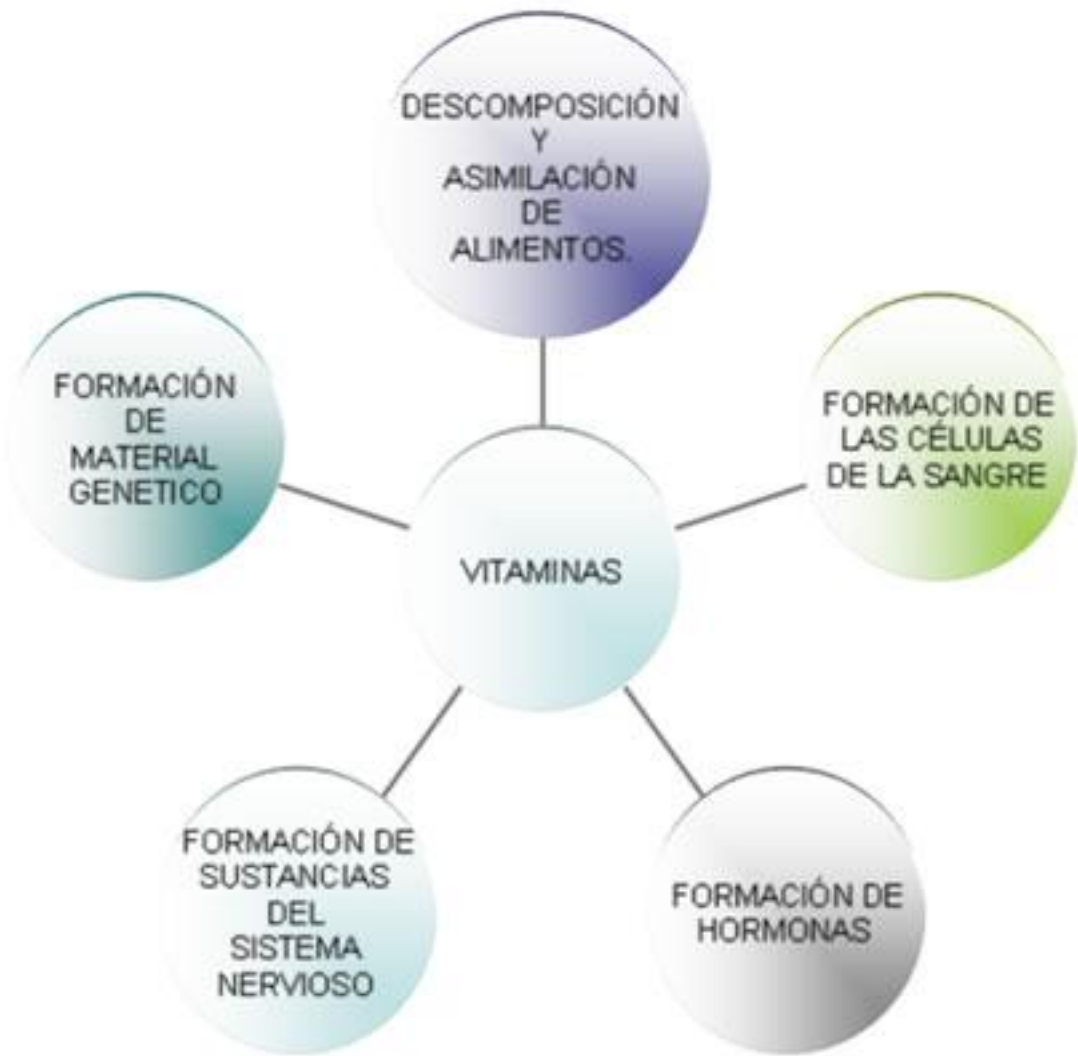 DESCOMPOSICIÓN
Y
ASIMILACIÓN
DE
ALIMENTOS.
FORMACIÓN
DE
MATERIAL
GENETICO
FORMACIÓN DE
LAS CÉLULAS
DE LA SANGRE
VITAMINAS
FORMACIÓN DE
SUSTANCIAS
DEL
SISTEMA
NERVIOSO
FORMACIÓN DE
HORMONAS